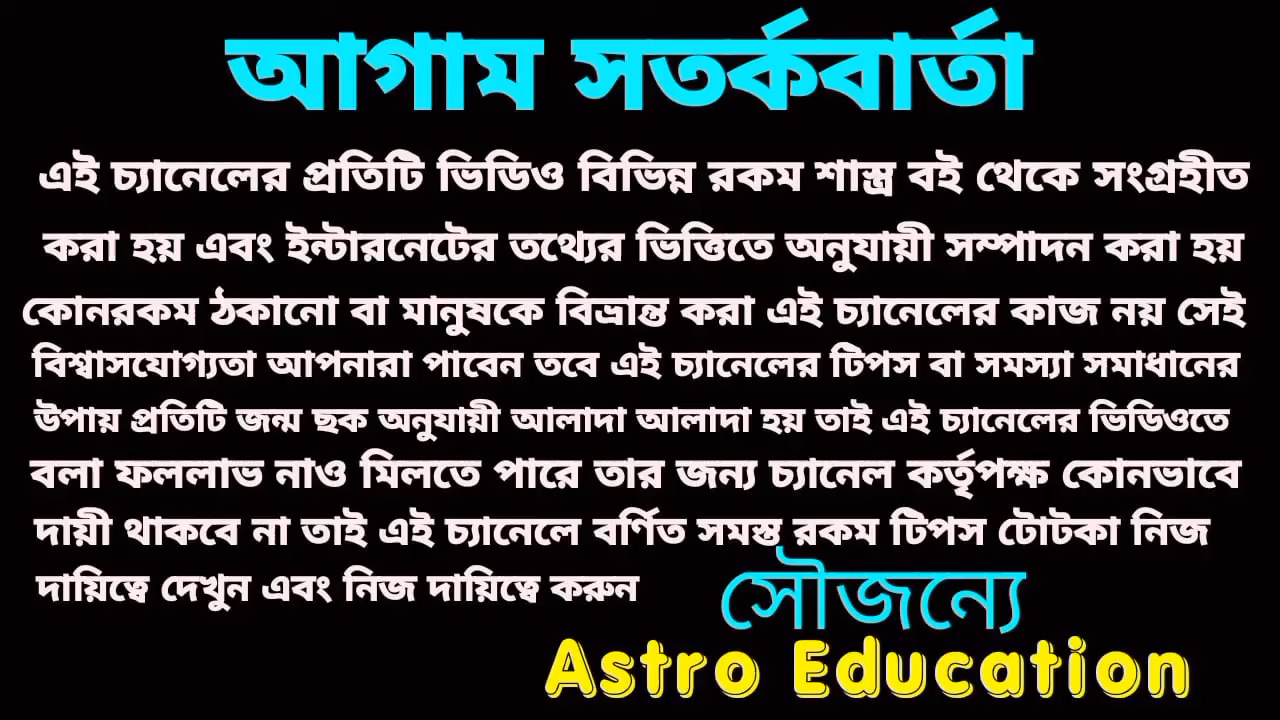 আগাম সতর্কবার্তা
এই চ্যানেলের প্রতিটি ভিডিও বিভিন্ন রকম শাস্ত্র বই থেকে সংগ্রহীত
করা হয় এবং ইন্টারনেটের তথ্যের ভিত্তিতে অনুযায়ী সম্পাদন করা হয়
কোনরকম ঠকানো বা মানুষকে বিভ্রান্ত করা এই চ্যানেলের কাজ নয় সেই
বিশ্বাসযোগ্যতা আপনারা পাবেন তবে এই চ্যানেলের টিপস বা সমস্যা সমাধানের
উপায় প্রতিটি জন্ম ছক অনুযায়ী আলাদা আলাদা হয় তাই এই চ্যানেলের ভিডিওতে
বলা ফললাভ নাও মিলতে পারে তার জন্য চ্যানেল কর্তৃপক্ষ কোনভাবে
দায়ী থাকবে না তাই এই চ্যানেলে বর্ণিত সমস্ত রকম টিপস টোটকা নিজ
দায়িত্বে দেখুন এবং নিজ দায়িত্বে করুন
সৌজন্যে
Astro Education